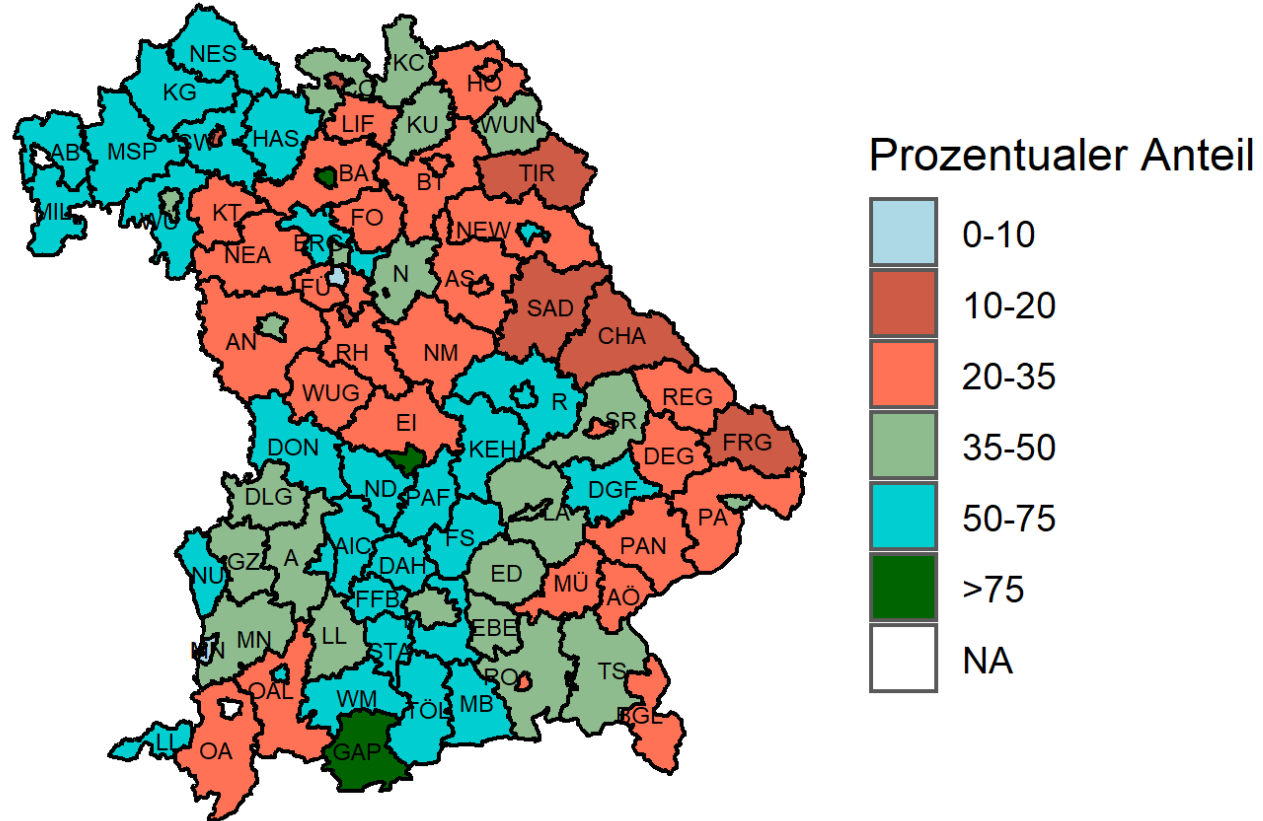 NES
KC
KG
HO
CO
LIF
KU
WUN
SW
HAS
AB
MSP
BA
BT
TIR
MIL
WÜ
KT
FO
NEW
ERH
NEA
N
AS
FÜ
SAD
AN
RH
NM
CHA
WUG
R
REG
EI
SR
DON
KEH
FRG
DEG
ND
PAF
DGF
DLG
LA
PA
AIC
FS
PAN
GZ
A
DAH
NU
ED
MÜ
FFB
AÖ
MN
LL
EBE
MN
STA
RO
TS
OAL
WM
TÖL
MB
BGL
LI
OA
GAP
Prozentualer Anteil
0-10
10-20
20-35
35-50
50-75
>75
NA